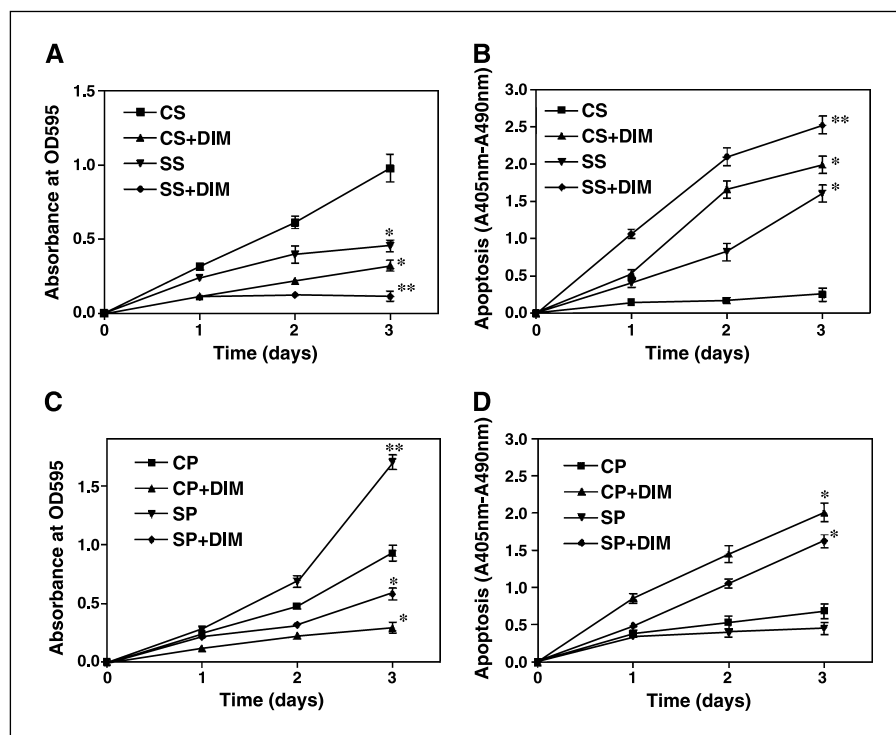 A
Absorbance at OD595
1.5
1.0
0.5
0.0
CS
CS+DIM
SS
SS+DIM
*
*
**
0 1 2 3
Time (days)
B
Apoptosis (A405nm-A490nm)
3.0
2.5
2.0
1.5
1.0
0.5
0.0
CS
CS+DIM
SS
SS+DIM
**
*
*
0 1 2 3
Time (days)
C
Absorbance at OD595
1.5
1.0
0.5
0.0
CP
CP+DIM
SP
SP+DIM
**
*
*
0 1 2 3
Time (days)
D
Apoptosis (A405nm-A490nm)
3.0
2.5
2.0
1.5
1.0
0.5
0.0
CP
CP+DIM
SP
SP+DIM
*
*
0 1 2 3
Time (days)